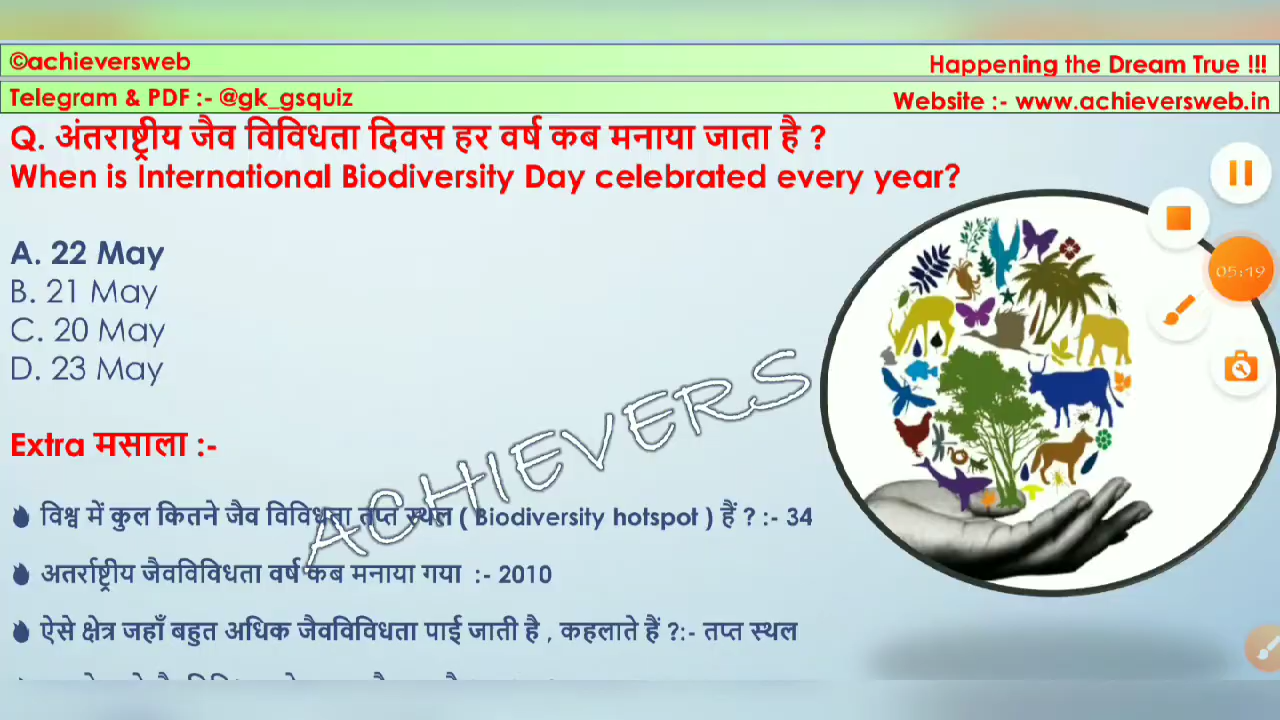 ©achieversweb
Happening the Dream True !!!
Telegram & PDF :- @gk_gsquiz
Website :- www.achieversweb.in
Q. अंतराष्ट्रीय जैव विविधता दिवस हर वर्ष कब मनाया जाता है ?
When is International Biodiversity Day celebrated every year?
A. 22 May
B. 21 May
C. 20 May
D. 23 May
Extra मसाला :-
विश्व में कुल कितने जैव विविधता तप्त स्थल ( Biodiversity hotspot ) हैं ? :- 34
अतर्राष्ट्रीय जैवविविधता वर्ष कब मनाया गया :- 2010
ऐसे क्षेत्र जहाँ बहुत अधिक जैवविविधता पाई जाती है , कहलाते हैं ?:- तप्त स्थल
ACHIEVERS
05:19